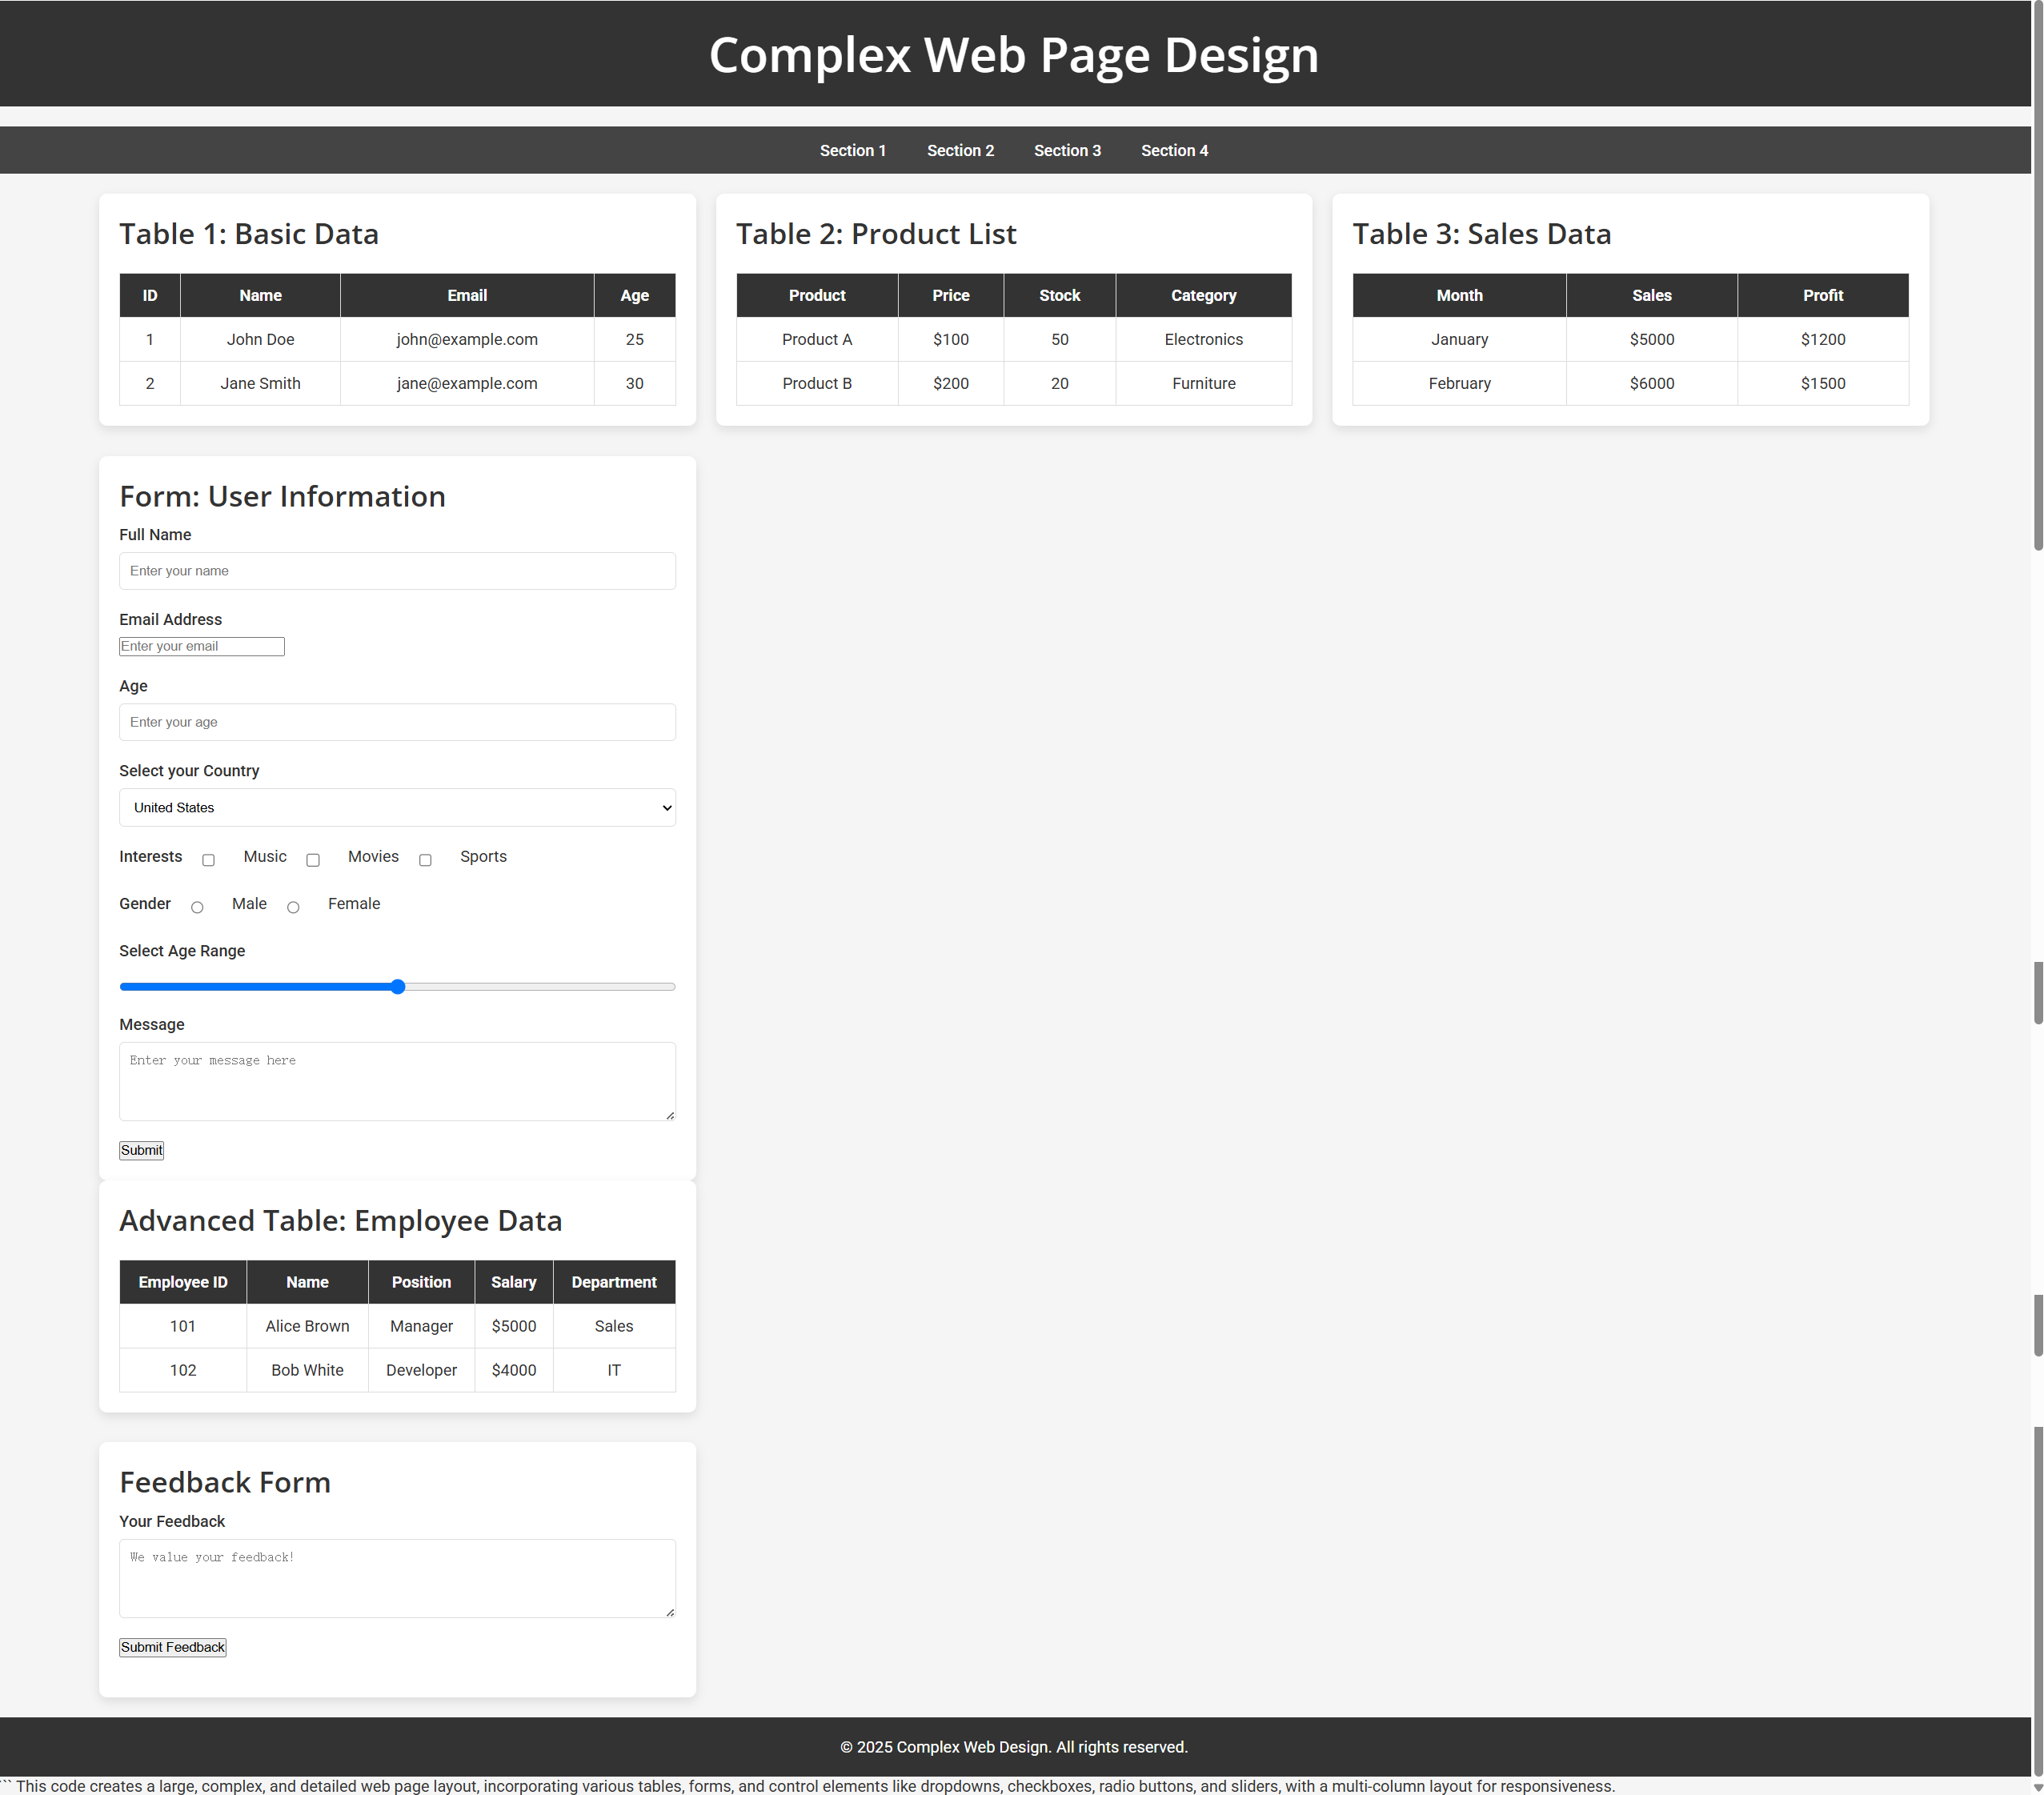 Complex Web Page Design
Section 1 Section 2 Section 3 Section 4
Table 1: Basic Data
ID Name Email Age
1 John Doe john@example.com 25
2 Jane Smith jane@example.com 30
Table 2: Product List
Product Price Stock Category
Product A $100 50 Electronics
Product B $200 20 Furniture
Table 3: Sales Data
Month Sales Profit
January $5000 $1200
February $6000 $1500
Form: User Information
Full Name
Enter your name
Email Address
Enter your email
Age
Enter your age
Select your Country
United States
Interests Music Movies Sports
Gender Male Female
Select Age Range
Message
Enter your message here
Submit
Advanced Table: Employee Data
Employee ID Name Position Salary Department
101 Alice Brown Manager $5000 Sales
102 Bob White Developer $4000 IT
Feedback Form
Your Feedback
We value your feedback!
Submit Feedback
© 2025 Complex Web Design. All rights reserved.
``` This code creates a large, complex, and detailed web page layout, incorporating various tables, forms, and control elements like dropdowns, checkboxes, radio buttons, and sliders, with a multi-column layout for responsiveness.